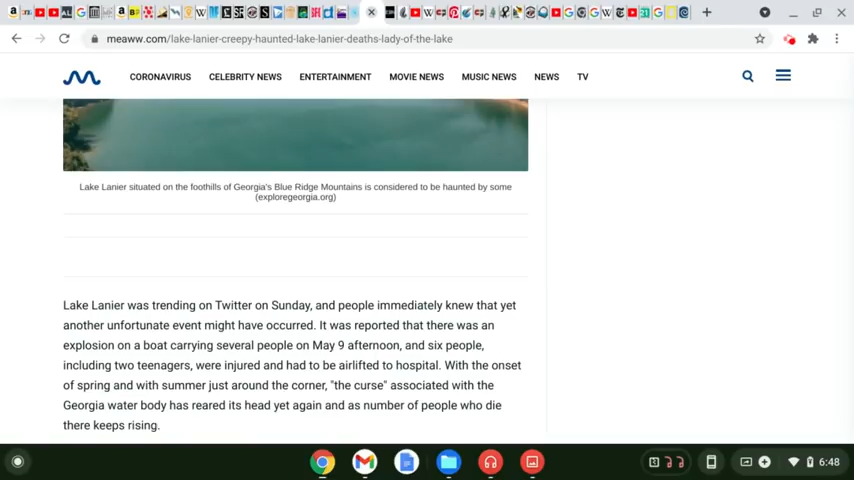 meaww.com/lake-lanier-creepy-haunted-lake-lanier-deaths-lady-of-the-lake
CORONAVIRUS CELEBRITY NEWS ENTERTAINMENT MOVIE NEWS MUSIC NEWS NEWS TV
Lake Lanier situated on the foothills of Georgia's Blue Ridge Mountains is considered to be haunted by some
(exploregeorgia.org)
Lake Lanier was trending on Twitter on Sunday, and people immediately knew that yet
another unfortunate event might have occurred. It was reported that there was an
explosion on a boat carrying several people on May 9 afternoon, and six people,
including two teenagers, were injured and had to be airlifted to hospital. With the onset
of spring and with summer just around the corner, "the curse" associated with the
Georgia water body has reared its head yet again and as number of people who die
there keeps rising.
6:48